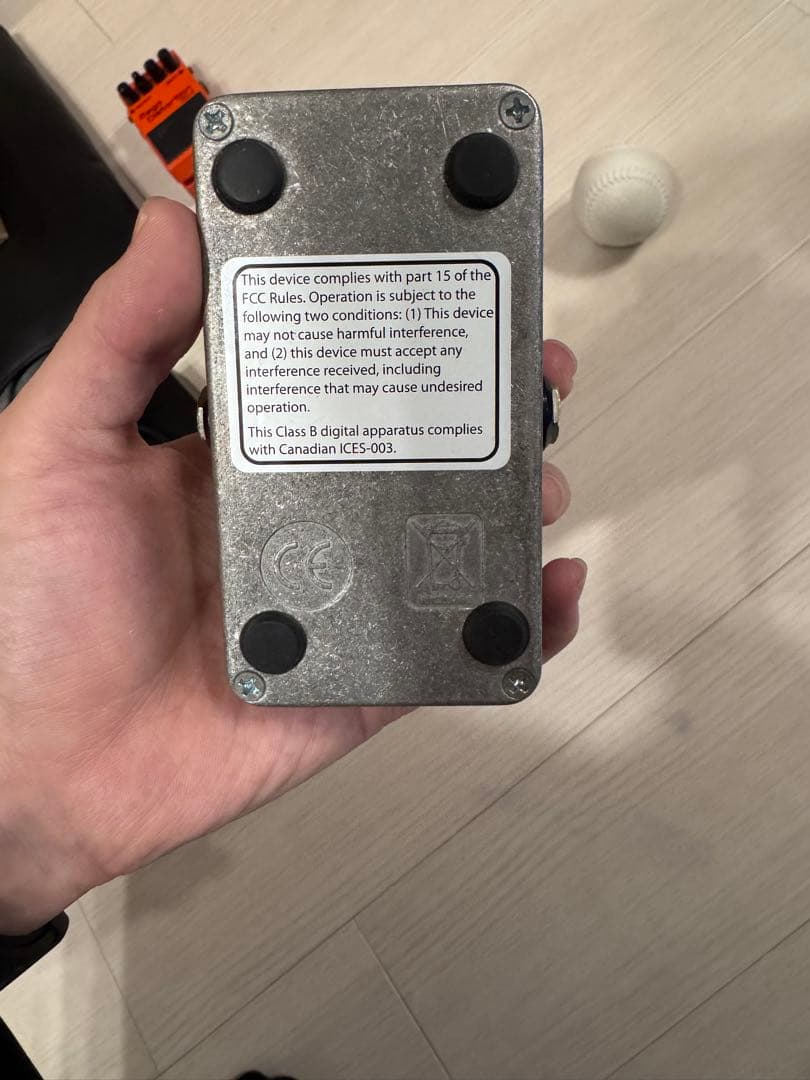 Mega
Distortion
This device complies with part 15 of the
FCC Rules. Operation is subject to the
following two conditions: (1) This device
may not cause harmful interference,
and (2) this device must accept any
interference received, including
interference that may cause undesired
operation.
This Class B digital apparatus complies
with Canadian ICES-003.
CE